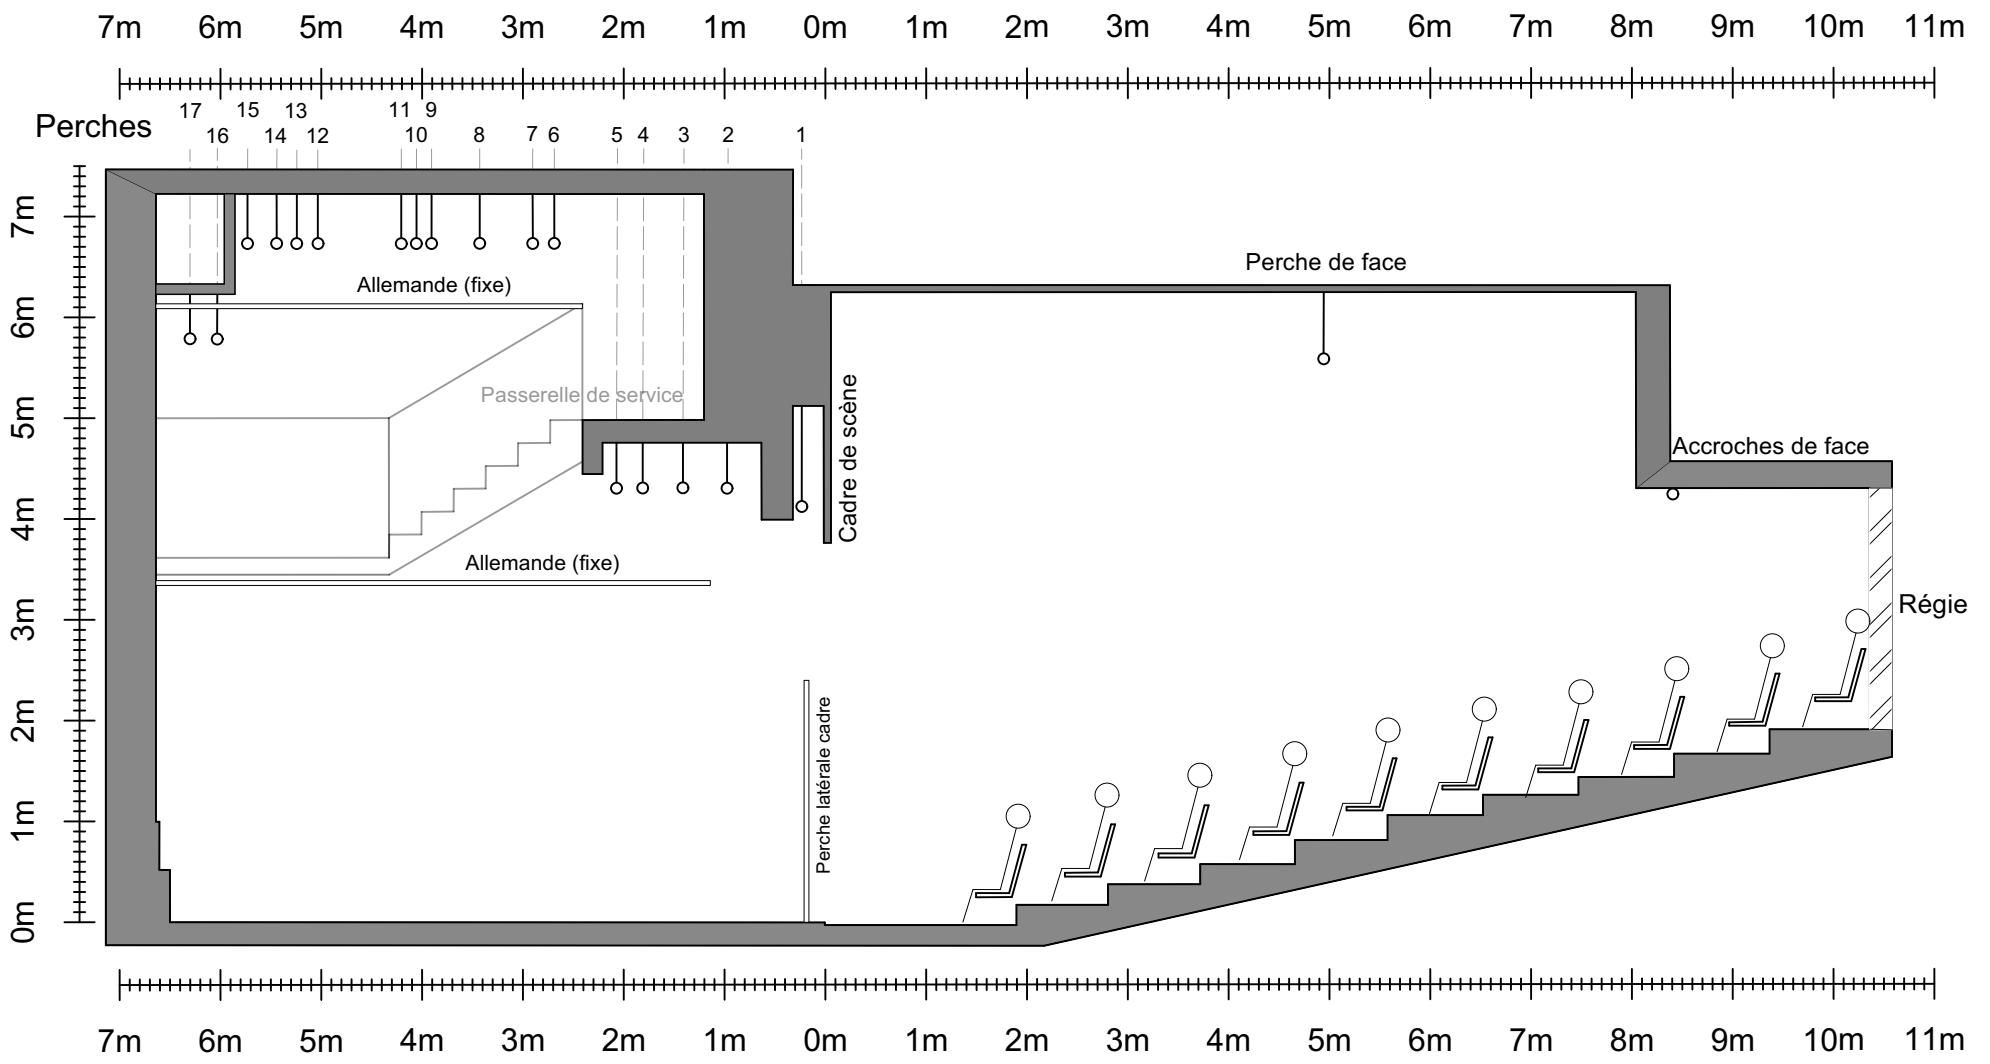 7m 6m 5m 4m 3m 2m 1m 0m 1m 2m 3m 4m 5m 6m 7m 8m 9m 10m 11m
17 15 13 11 9
Perches 16 14 12 10 8 7 6 5 4 3 2 1
7m
6m
5m
4m
3m
2m
1m
0m
Perche de face
Allemande (fixe)
Passerelle de service
Cadre de scène
Accroches de face
Allemande (fixe)
Régie
Perche latérale cadre
7m 6m 5m 4m 3m 2m 1m 0m 1m 2m 3m 4m 5m 6m 7m 8m 9m 10m 11m